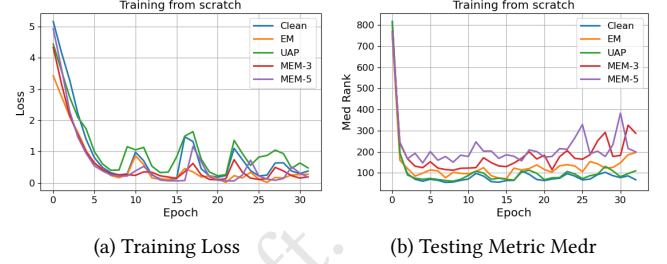 Training from scratch
5
4
3
2
1
0
Loss
0
5
10
15
20
25
30
Epoch
Clean
EM
UAP
MEM-3
MEM-5
(a) Training Loss
Training from scratch
800
700
600
500
400
300
200
100
Med Rank
0
5
10
15
20
25
30
Epoch
Clean
EM
UAP
MEM-3
MEM-5
(b) Testing Metric Medr
ft.